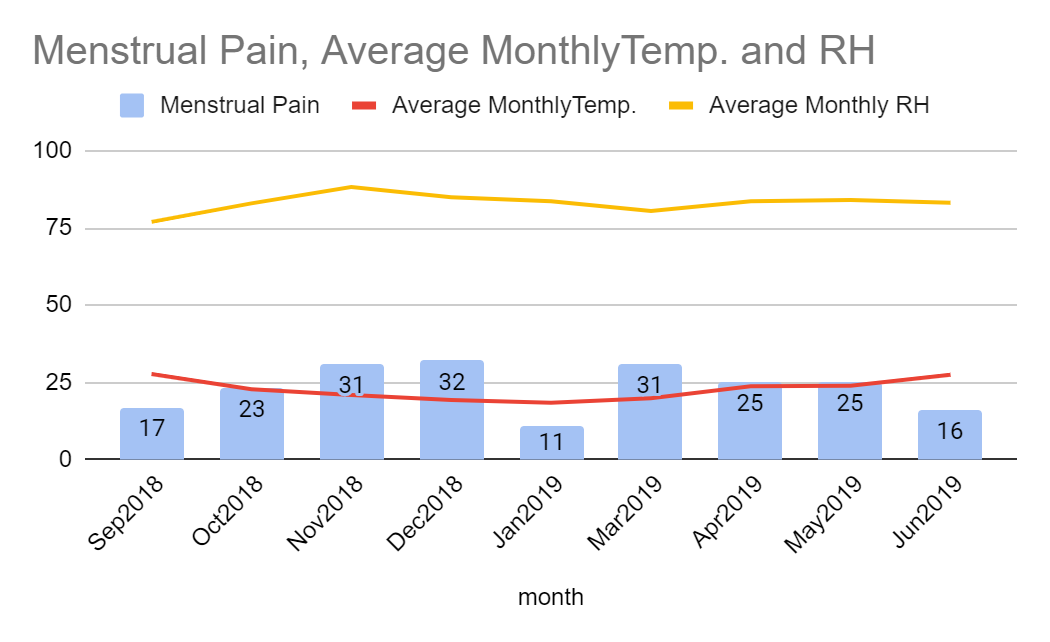 Menstrual Pain, Average MonthlyTemp. and RH
Menstrual Pain Average MonthlyTemp. Average Monthly RH
100
75
50
25
0
17 23 31 32 11 31 25 25 16
Sep2018 Oct2018 Nov2018 Dec2018 Jan2019 Mar2019 Apr2019 May2019 Jun2019
month